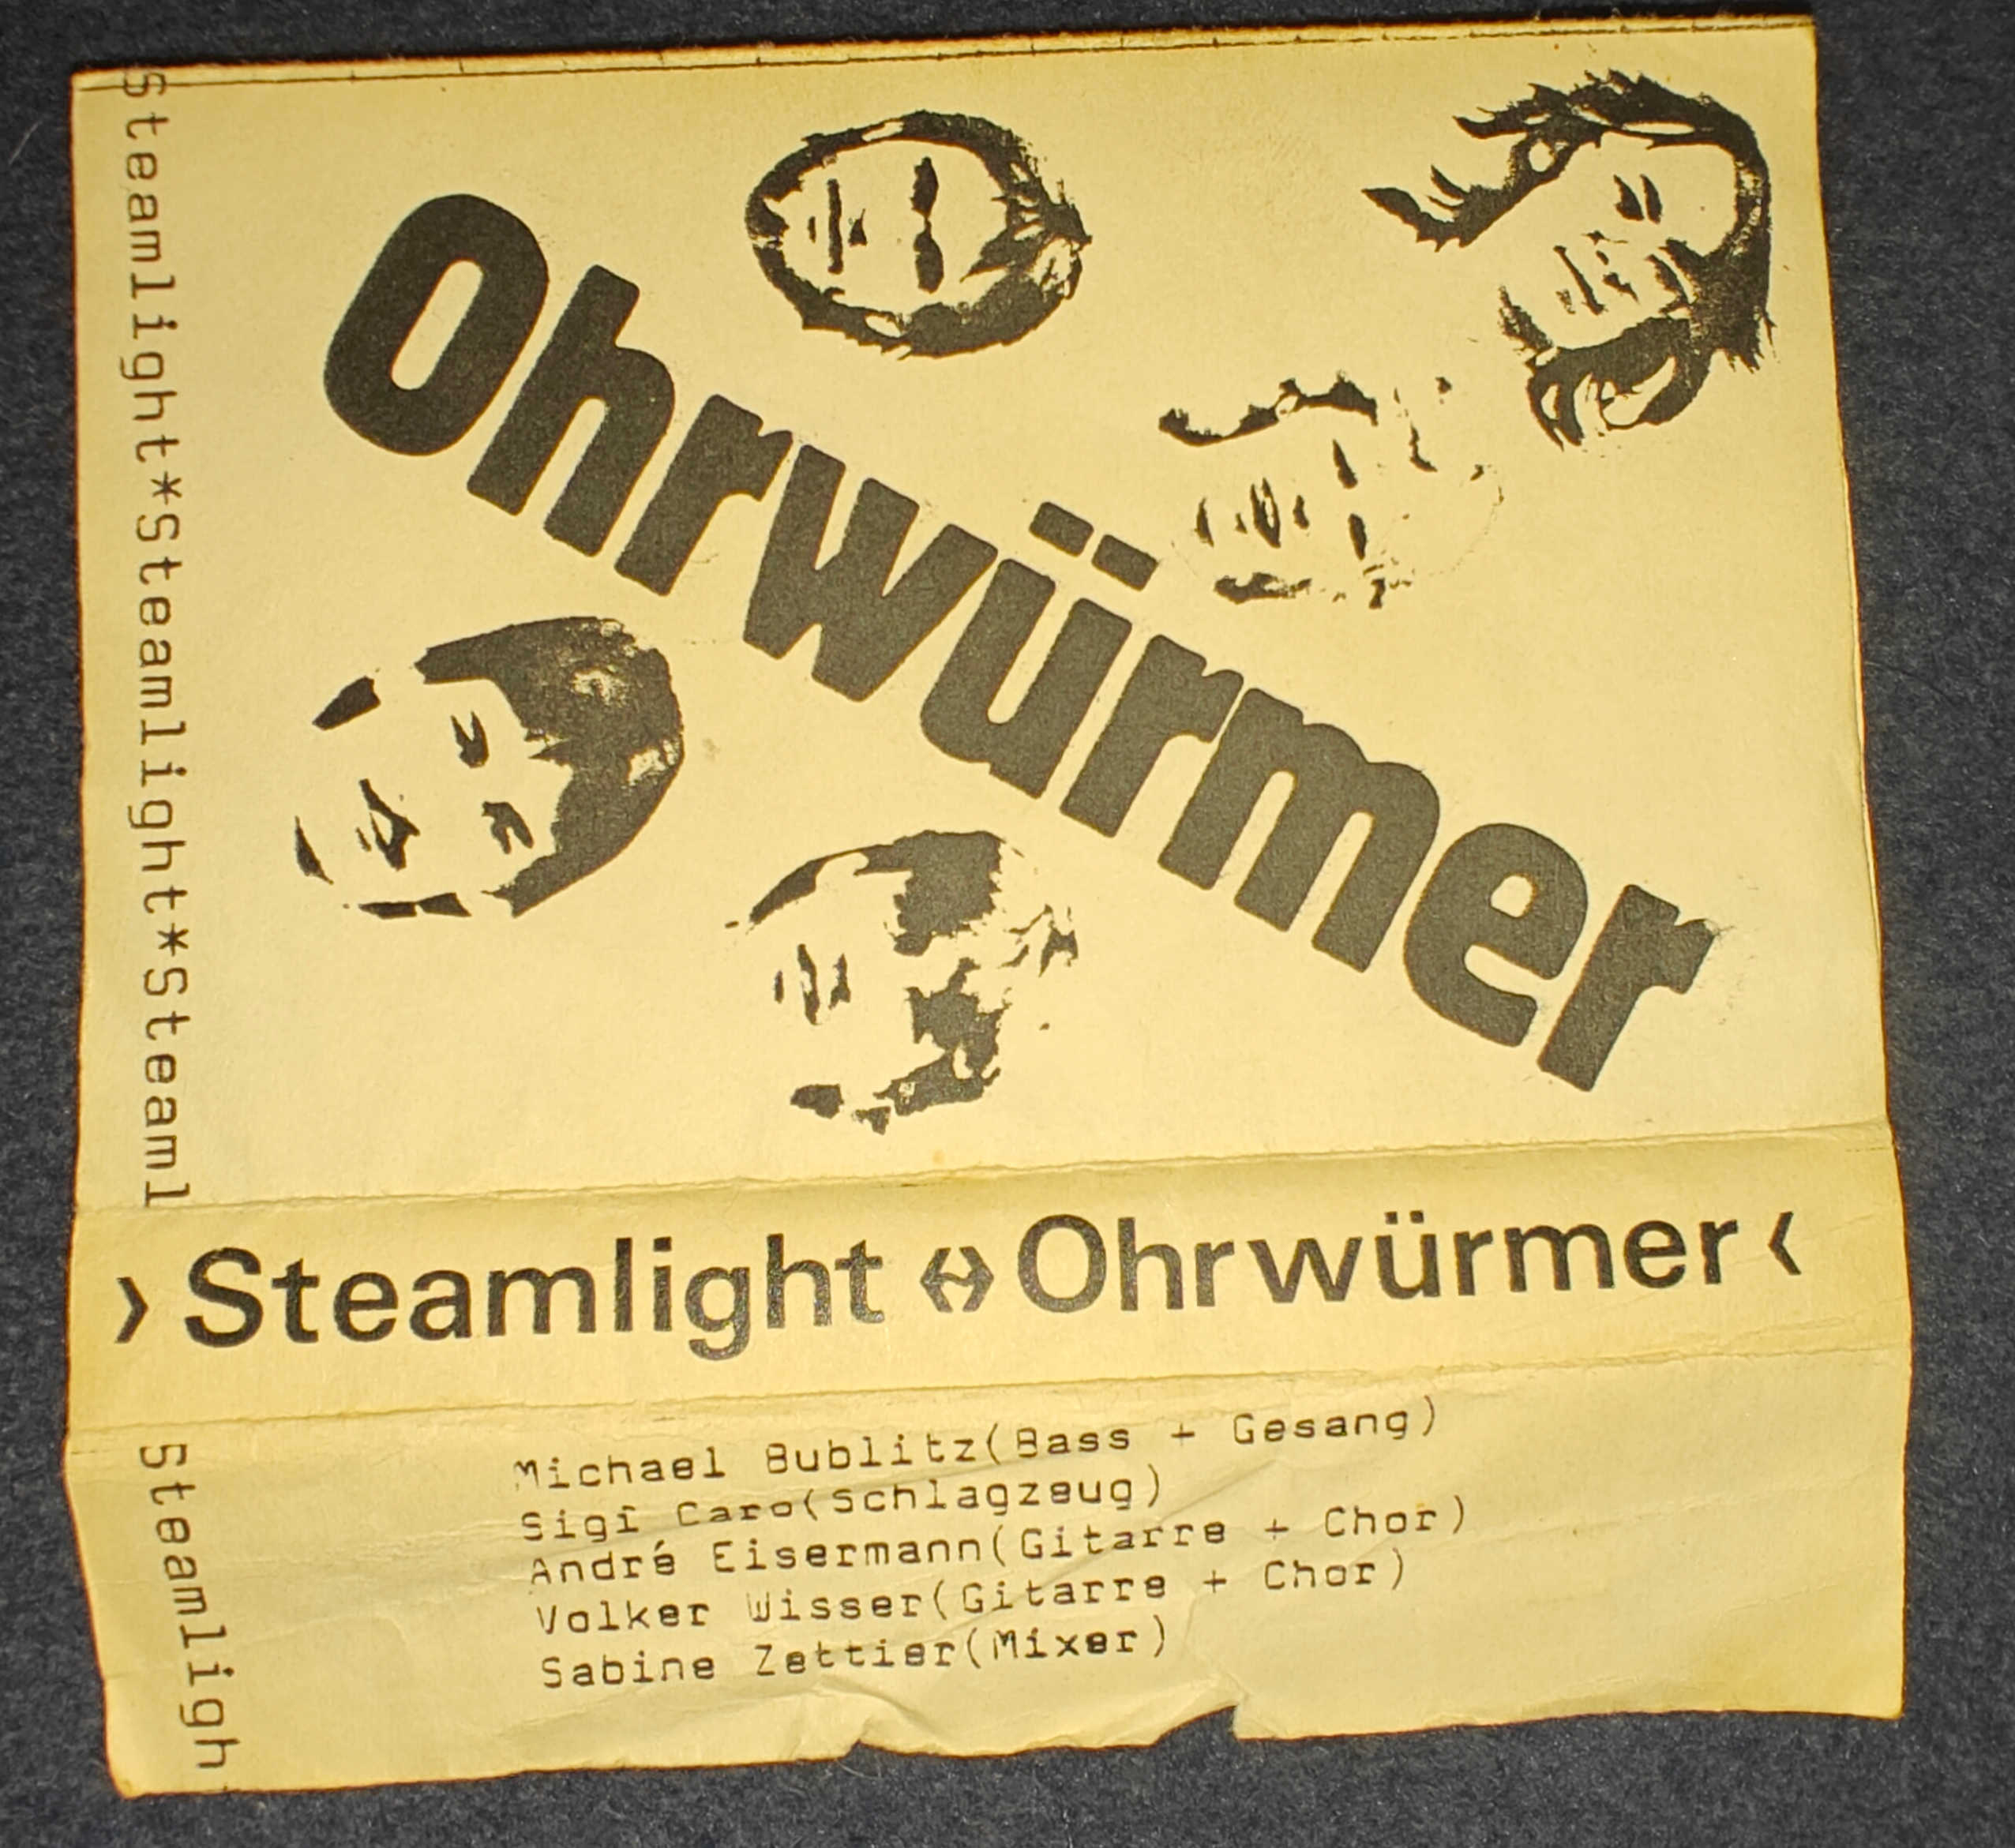 Steamlight*Steamlight*Steaml
Ohrwürmer
› Steamlight ‹› Ohrwürmer ‹
Steamligh
Michael Bublitz(Bass + Gesang)
Sigi Caro(Schlagzeug)
André Eisermann(Gitarre + Chor)
Volker Wisser(Gitarre + Chor)
Sabine Zettier(Mixer)